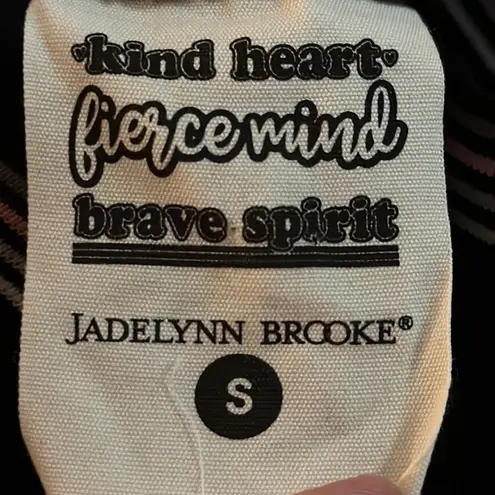 kind heart
fierce mind
brave spirit
JADELYNN BROOKE®
S